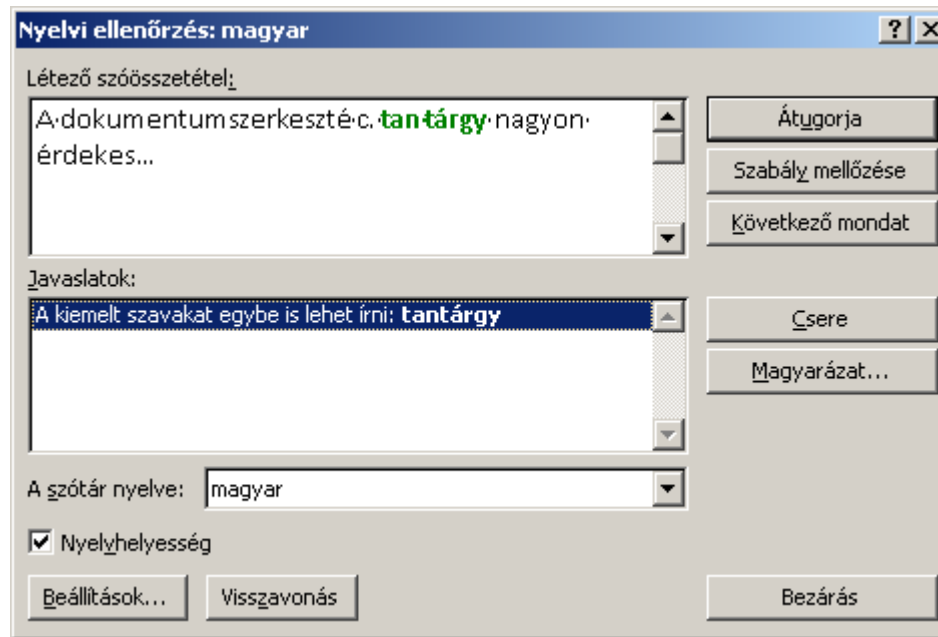 Nyelvi ellenőrzés: magyar
Létező szóösszetétel:
A·dokumentumszerkeszté·c.·tan·tárgy·nagyon·
érdekes...
Átugorja
Szabály mellőzése
Következő mondat
Javaslatok:
A kiemelt szavakat egybe is lehet írni: tantárgy
Csere
Magyarázat...
A szótár nyelve:
magyar
Nyelvhelyesség
Beállítások...
Visszavonás
Bezárás